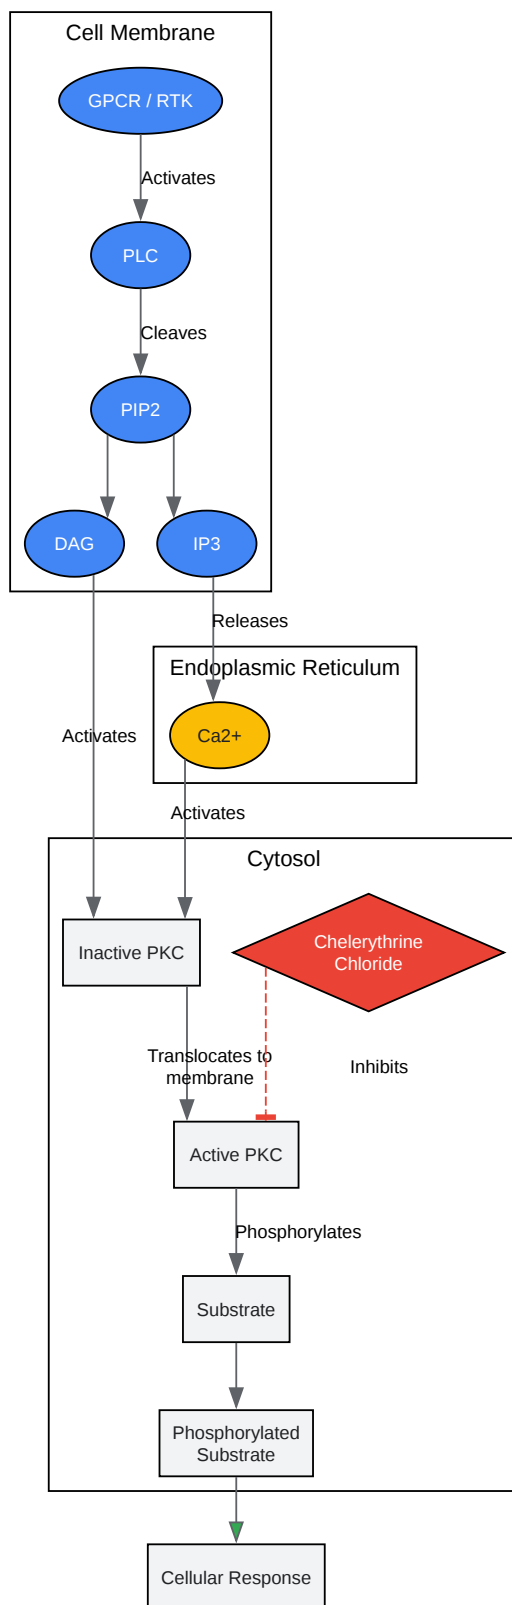 Cell Membrane
GPCR / RTK
Activates
PLC
Cleaves
PIP2
DAG
IP3
Releases
Endoplasmic Reticulum
Activates
Ca2+
Activates
Cytosol
Inactive PKC
Chelerythrine
Chloride
Translocates to
membrane
Inhibits
Active PKC
Phosphorylates
Substrate
Phosphorylated
Substrate
Cellular Response